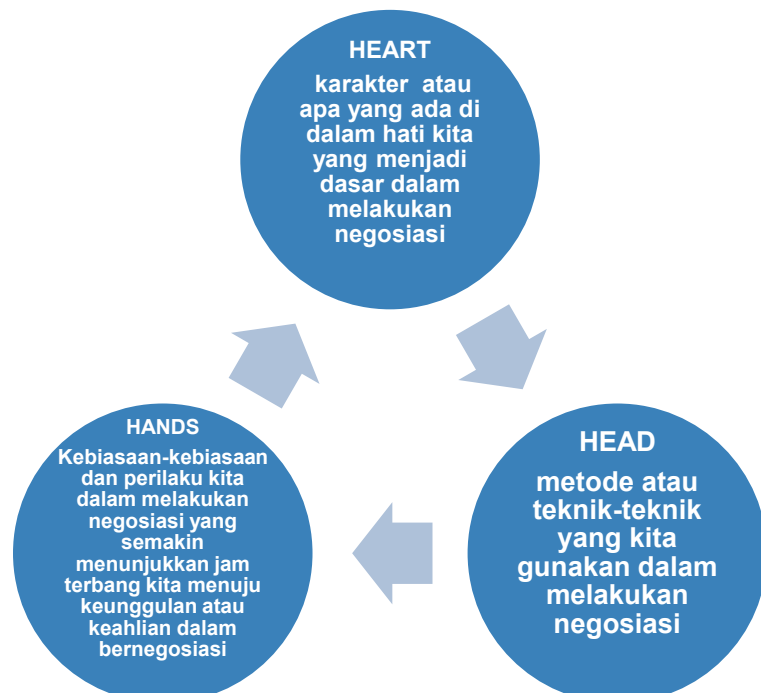 HEART
karakter atau
apa yang ada di
dalam hati kita
yang menjadi
dasar dalam
melakukan
negosiasi
HANDS
Kebiasaan-kebiasaan
dan perilaku kita
dalam melakukan
negosiasi yang
semakin
menunjukkan jam
terbang kita menuju
keunggulan atau
keahlian dalam
bernegosiasi
HEAD
metode atau
teknik-teknik
yang kita
gunakan dalam
melakukan
negosiasi